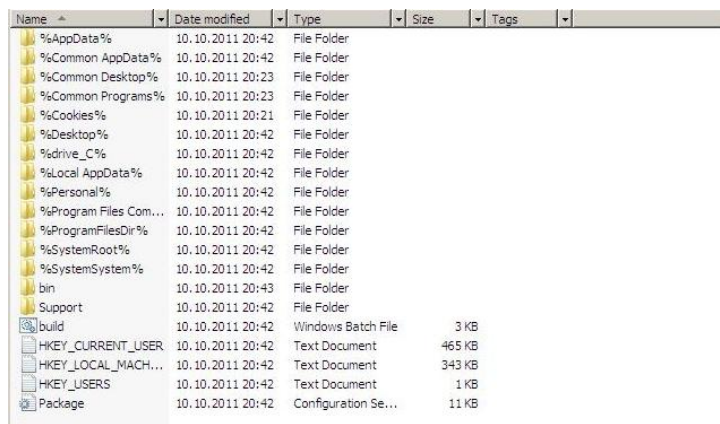 Name Date modified Type Size Tags
%AppData% 10.10.2011 20:42 File Folder
%Common AppData% 10.10.2011 20:42 File Folder
%Common Desktop% 10.10.2011 20:23 File Folder
%Common Programs% 10.10.2011 20:23 File Folder
%Cookies% 10.10.2011 20:21 File Folder
%Desktop% 10.10.2011 20:42 File Folder
%drive_C% 10.10.2011 20:42 File Folder
%Local AppData% 10.10.2011 20:42 File Folder
%Personal% 10.10.2011 20:42 File Folder
%Program Files Com... 10.10.2011 20:42 File Folder
%ProgramFilesDir% 10.10.2011 20:42 File Folder
%SystemRoot% 10.10.2011 20:42 File Folder
%SystemSystem% 10.10.2011 20:42 File Folder
bin 10.10.2011 20:43 File Folder
Support 10.10.2011 20:42 File Folder
build 10.10.2011 20:42 Windows Batch File 3 KB
HKEY_CURRENT_USER 10.10.2011 20:42 Text Document 465 KB
HKEY_LOCAL_MACH... 10.10.2011 20:42 Text Document 343 KB
HKEY_USERS 10.10.2011 20:42 Text Document 1 KB
Package 10.10.2011 20:42 Configuration Se... 11 KB